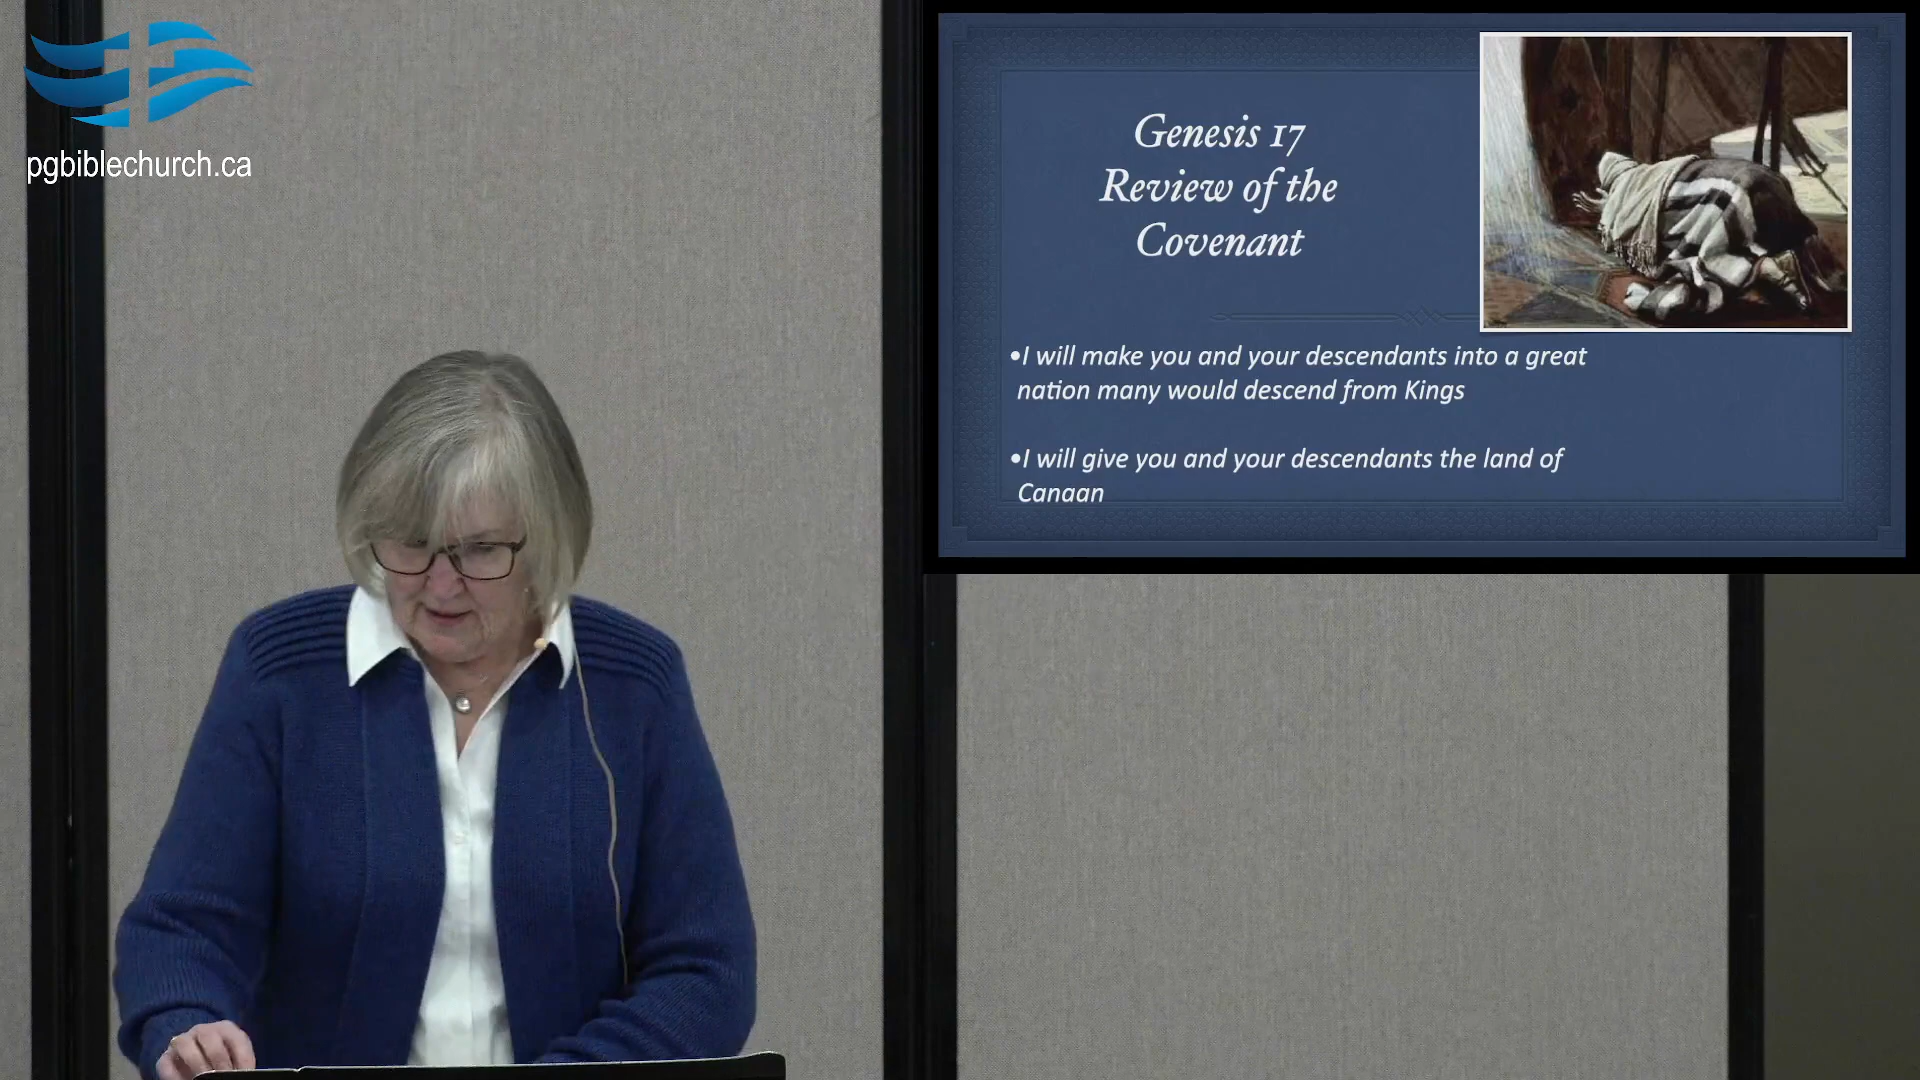 pgbiblechurch.ca
Genesis 17
Review of the
Covenant
•I will make you and your descendants into a great
nation many would descend from Kings
•I will give you and your descendants the land of
Canaan